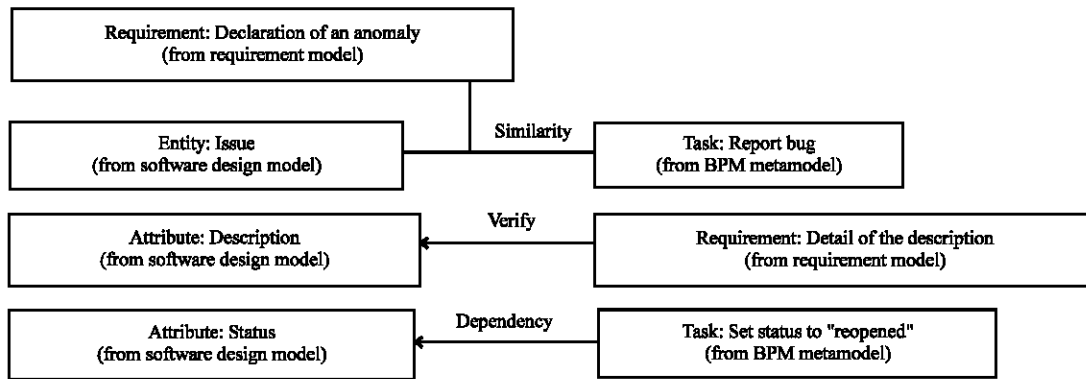 Requirement: Declaration of an anomaly
(from requirement model)
Similarity
Entity: Issue
(from software design model)
Task: Report bug
(from BPM metamodel)
Verify
Attribute: Description
(from software design model)
Requirement: Detail of the description
(from requirement model)
Dependency
Attribute: Status
(from software design model)
Task: Set status to "reopened"
(from BPM metamodel)